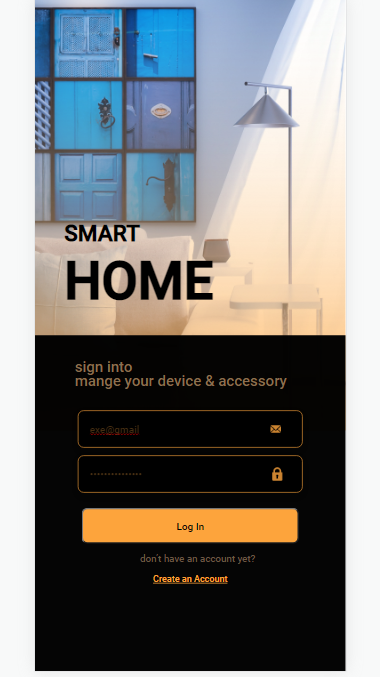 SMART
HOME
sign into
mange your device & accessory
exe@gmail
---------------
Log In
don't have an account yet?
Create an Account